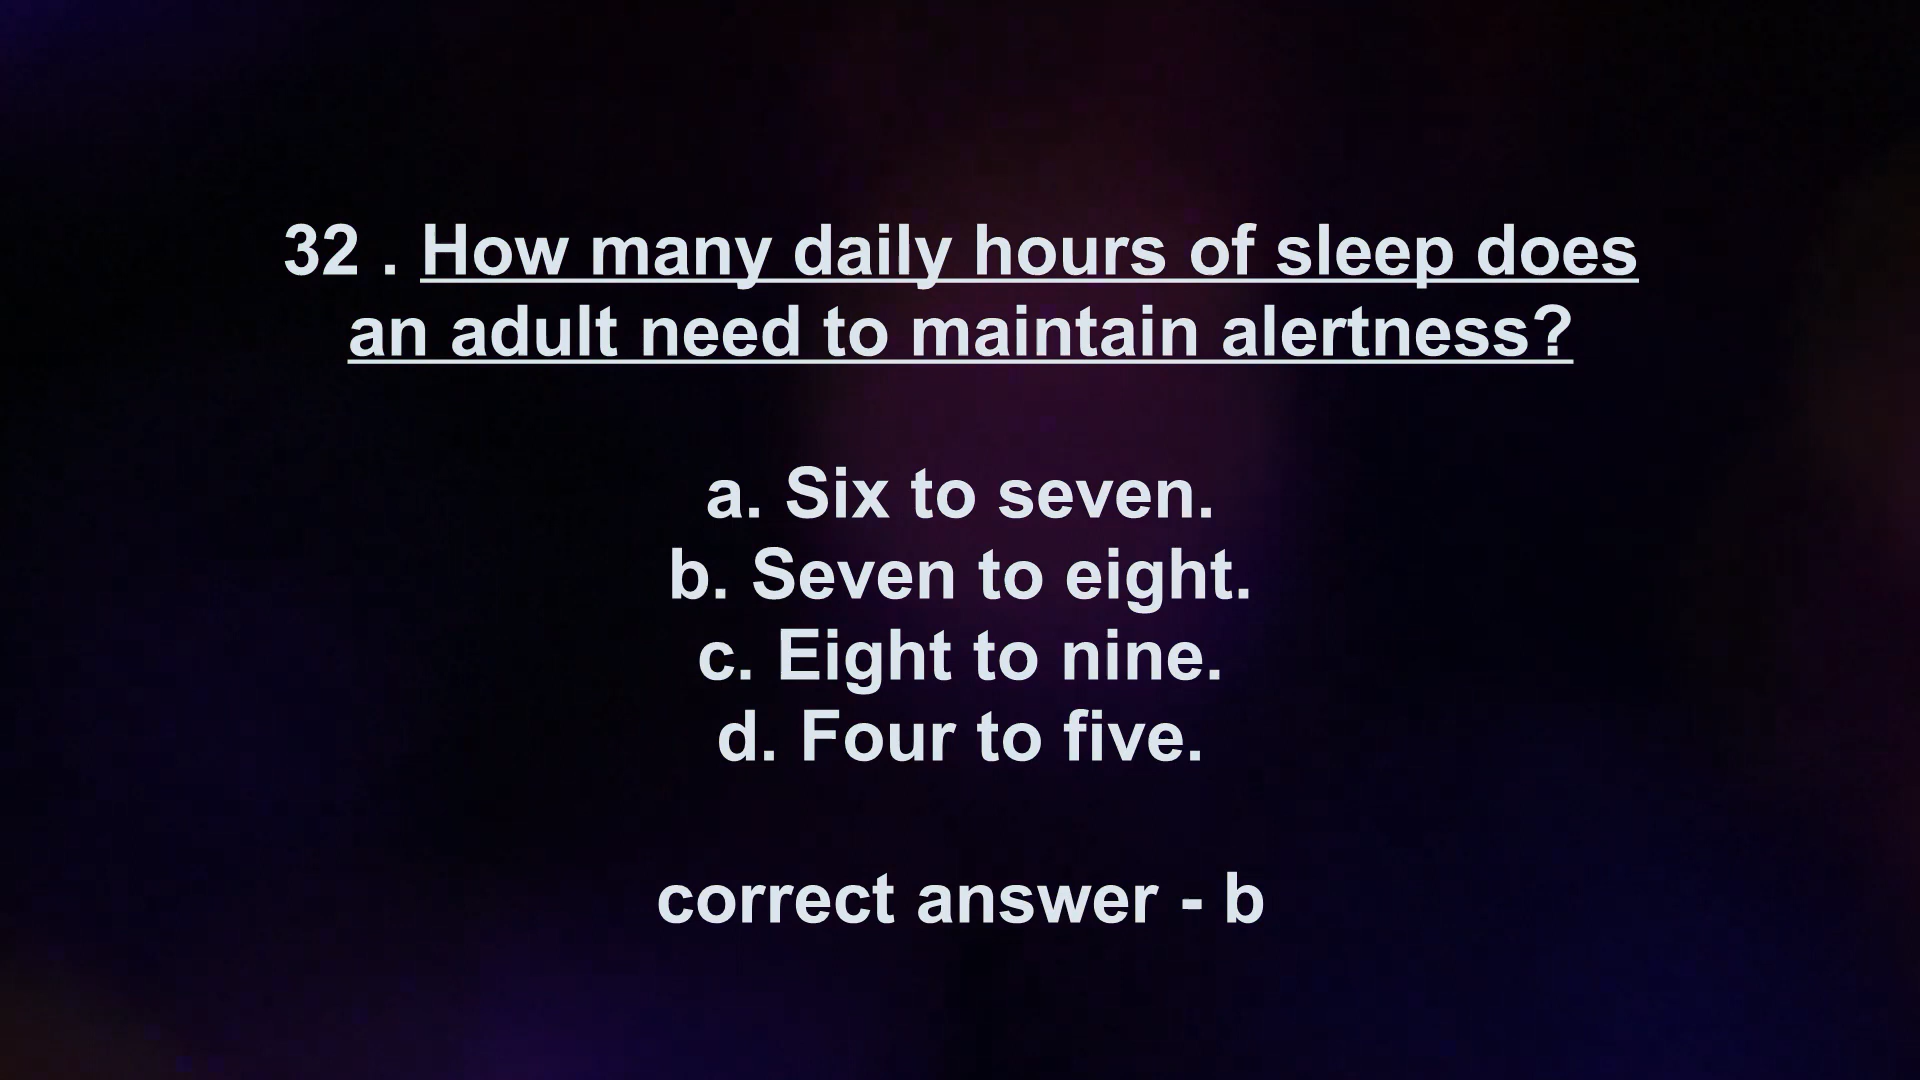 32 . How many daily hours of sleep does
an adult need to maintain alertness?
a. Six to seven.
b. Seven to eight.
c. Eight to nine.
d. Four to five.
correct answer - b